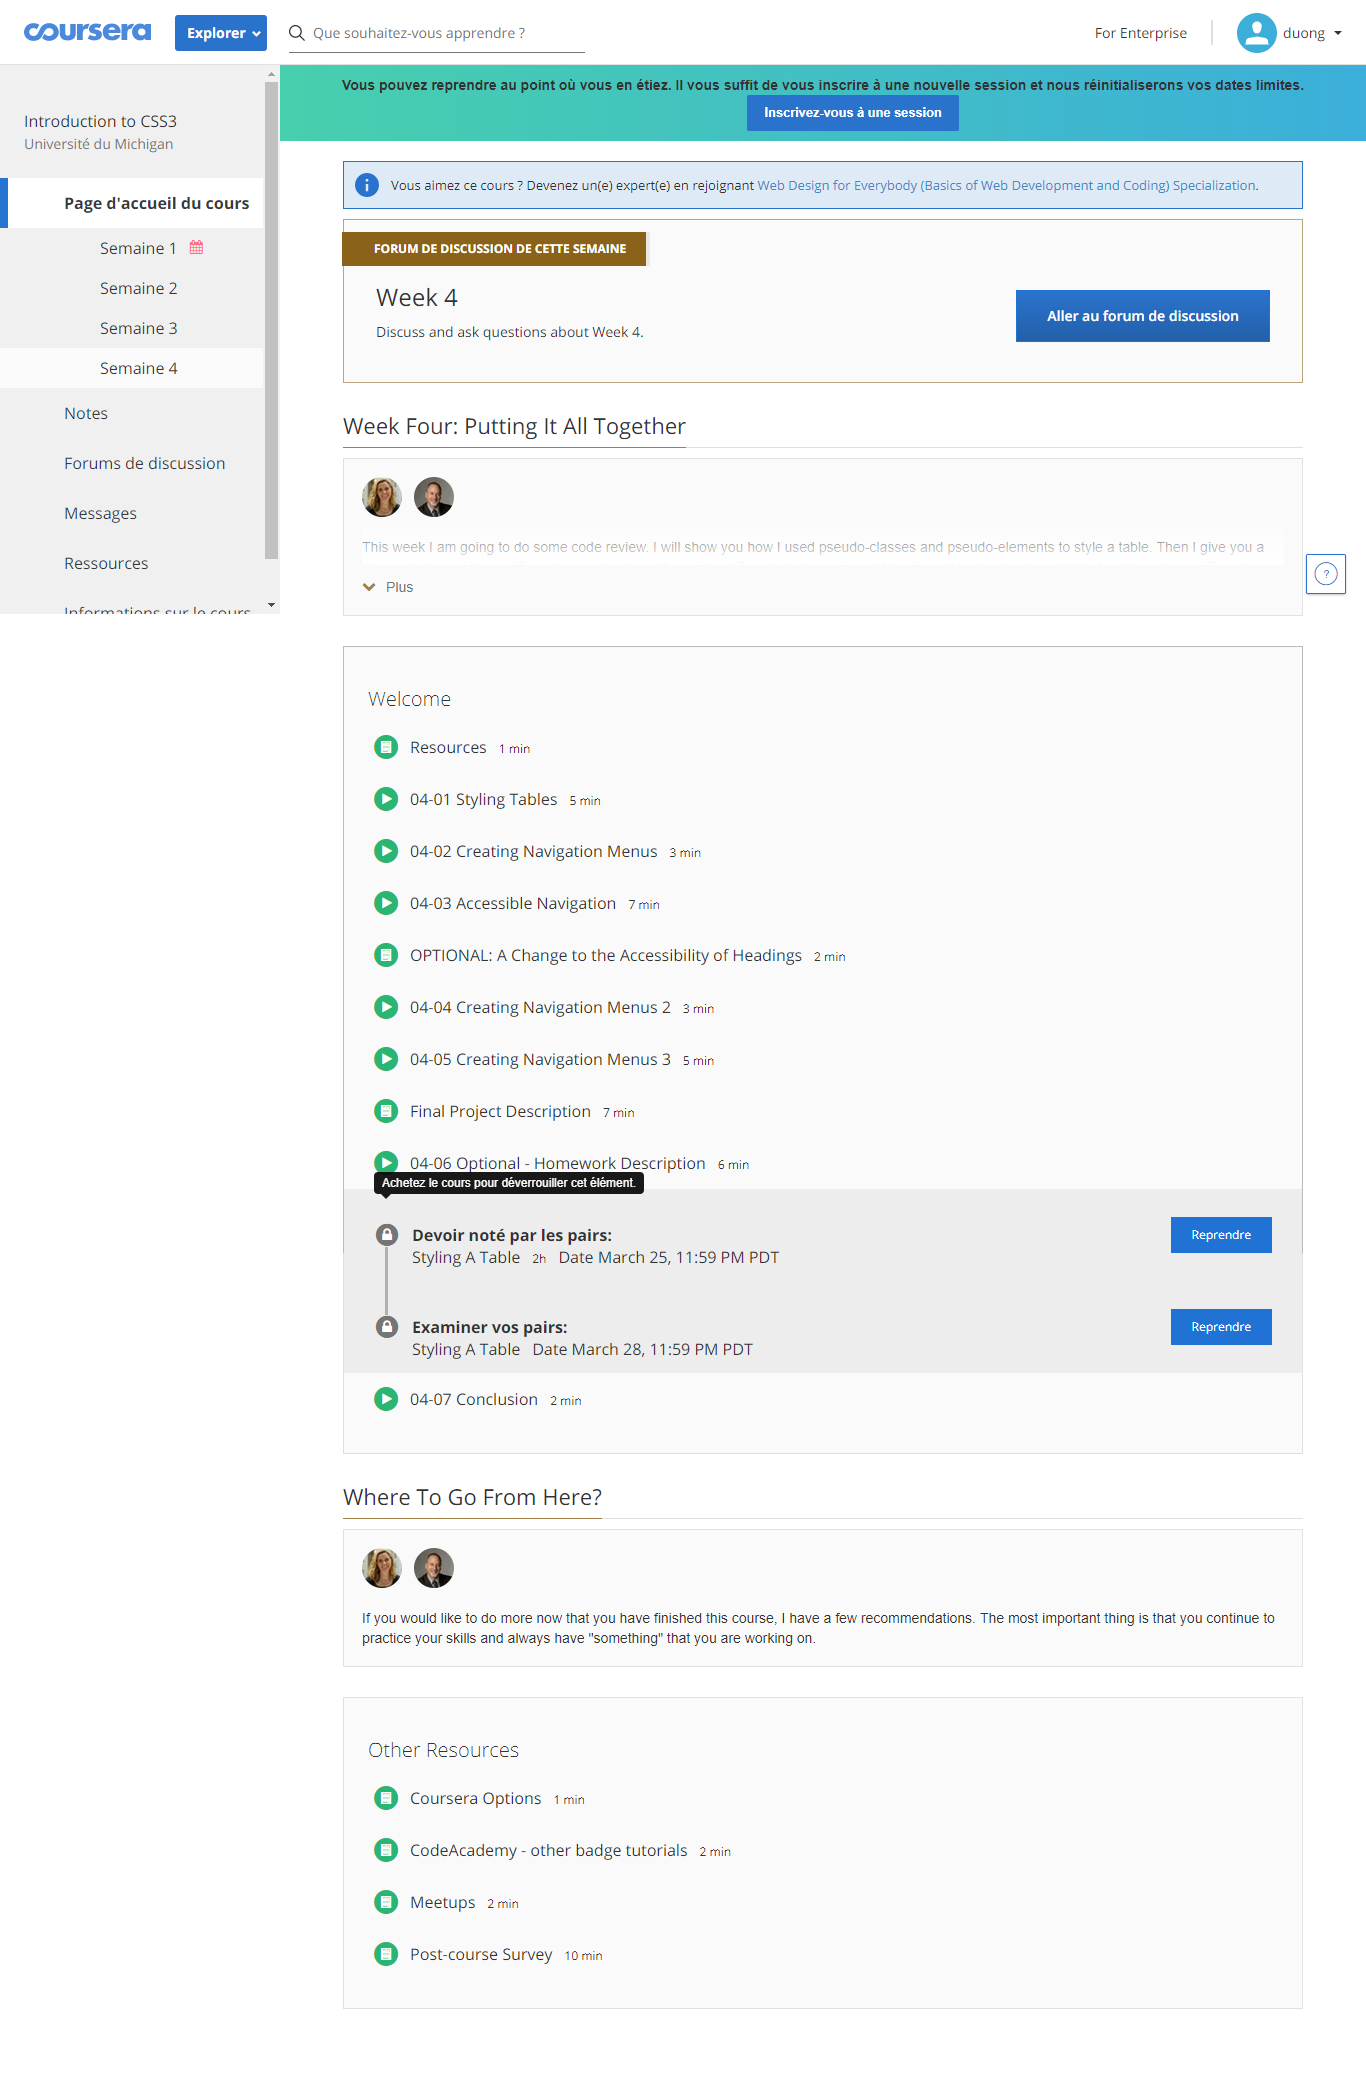 coursera
Explorer
Que souhaitez-vous apprendre ?
For Enterprise
duong
Introduction to CSS3
Université du Michigan
Page d'accueil du cours
Semaine 1
Semaine 2
Semaine 3
Semaine 4
Notes
Forums de discussion
Messages
Ressources
Informations sur le cours
Vous pouvez reprendre au point où vous en étiez. Il vous suffit de vous inscrire à une nouvelle session et nous réinitialiserons vos dates limites.
Inscrivez-vous à une session
Vous aimez ce cours ? Devenez un(e) expert(e) en rejoignant Web Design for Everybody (Basics of Web Development and Coding) Specialization.
FORUM DE DISCUSSION DE CETTE SEMAINE
Week 4
Discuss and ask questions about Week 4.
Aller au forum de discussion
Week Four: Putting It All Together
This week I am going to do some code review. I will show you how I used pseudo-classes and pseudo-elements to style a table. Then I give you a
Plus
?
Welcome
Resources 1 min
04-01 Styling Tables 5 min
04-02 Creating Navigation Menus 3 min
04-03 Accessible Navigation 7 min
OPTIONAL: A Change to the Accessibility of Headings 2 min
04-04 Creating Navigation Menus 2 3 min
04-05 Creating Navigation Menus 3 5 min
Final Project Description 7 min
04-06 Optional - Homework Description 6 min
Achetez le cours pour déverrouiller cet élément.
Devoir noté par les pairs:
Styling A Table 2h Date March 25, 11:59 PM PDT
Reprendre
Examiner vos pairs:
Styling A Table Date March 28, 11:59 PM PDT
Reprendre
04-07 Conclusion 2 min
Where To Go From Here?
If you would like to do more now that you have finished this course, I have a few recommendations. The most important thing is that you continue to
practice your skills and always have "something" that you are working on.
Other Resources
Coursera Options 1 min
CodeAcademy - other badge tutorials 2 min
Meetups 2 min
Post-course Survey 10 min